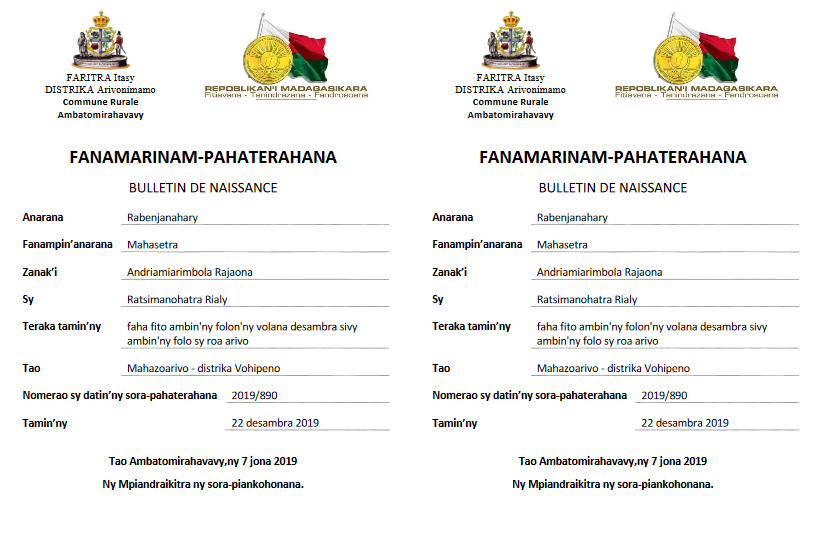 FARITRA Itasy
DISTRIKA Arivonimamo
Commune Rurale
Ambatomirahavavy
REPOBLIKAN'I MADAGASIKARA
Fitiavana - Tanindrazana - Fandrosoana
FANAMARINAM-PAHATERAHANA
BULLETIN DE NAISSANCE
Anarana Rabenjanahary
Fanampin’anarana Mahasetra
Zanak’i Andriamiarimbola Rajaona
Sy Ratsimanohatra Rialy
Teraka tamin’ny faha fito ambin'ny folon'ny volana desambra sivy
ambin'ny folo sy roa arivo
Tao Mahazoarivo - distrika Vohipeno
Nomerao sy datin’ny sora-pahaterahana 2019/890
Tamin’ny 22 desambra 2019
Tao Ambatomirahavavy,ny 7 jona 2019
Ny Mpiandraikitra ny sora-piankohonana.
FARITRA Itasy
DISTRIKA Arivonimamo
Commune Rurale
Ambatomirahavavy
REPOBLIKAN'I MADAGASIKARA
Fitiavana - Tanindrazana - Fandrosoana
FANAMARINAM-PAHATERAHANA
BULLETIN DE NAISSANCE
Anarana Rabenjanahary
Fanampin’anarana Mahasetra
Zanak’i Andriamiarimbola Rajaona
Sy Ratsimanohatra Rialy
Teraka tamin’ny faha fito ambin'ny folon'ny volana desambra sivy
ambin'ny folo sy roa arivo
Tao Mahazoarivo - distrika Vohipeno
Nomerao sy datin’ny sora-pahaterahana 2019/890
Tamin’ny 22 desambra 2019
Tao Ambatomirahavavy,ny 7 jona 2019
Ny Mpiandraikitra ny sora-piankohonana.